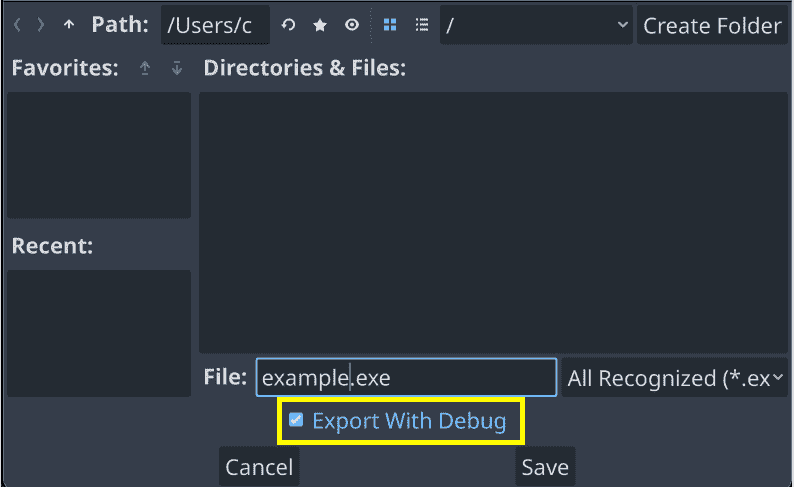 Path: /Users/c / Create Folder
Favorites: Directories & Files:
Recent:
File: example.exe All Recognized (*.ex
Export With Debug
Cancel Save